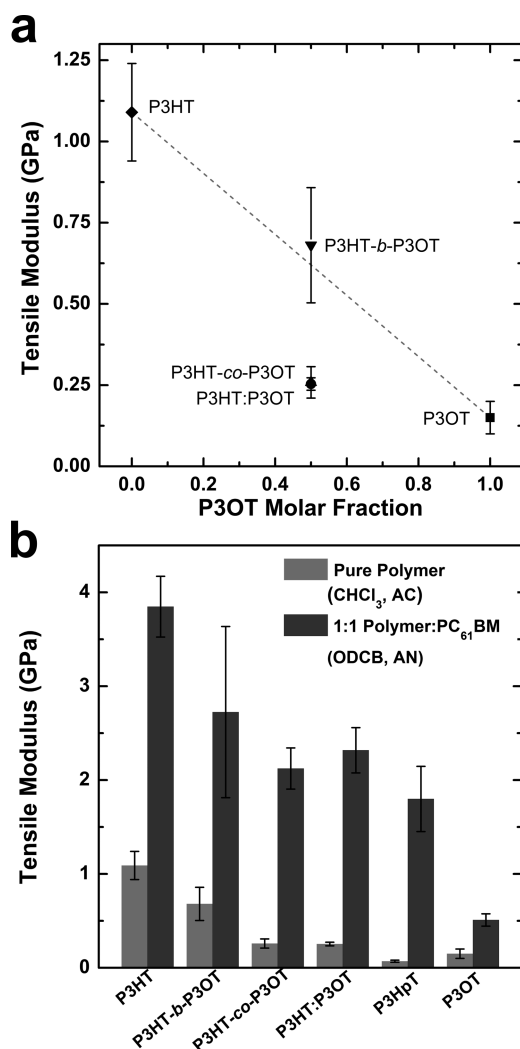 a
Tensile Modulus (GPa)
1.25
1.00
0.75
0.50
0.25
0.00
P3HT
P3HT-b-P3OT
P3HT-co-P3OT
P3HT:P3OT
P3OT
0.0 0.2 0.4 0.6 0.8 1.0
P3OT Molar Fraction
b
Tensile Modulus (GPa)
4
3
2
1
0
Pure Polymer
(CHCl₃, AC)
1:1 Polymer:PC₆₁BM
(ODCB, AN)
P3HT
P3HT-b-P3OT
P3HT-co-P3OT
P3HT:P3OT
P3HpT
P3OT